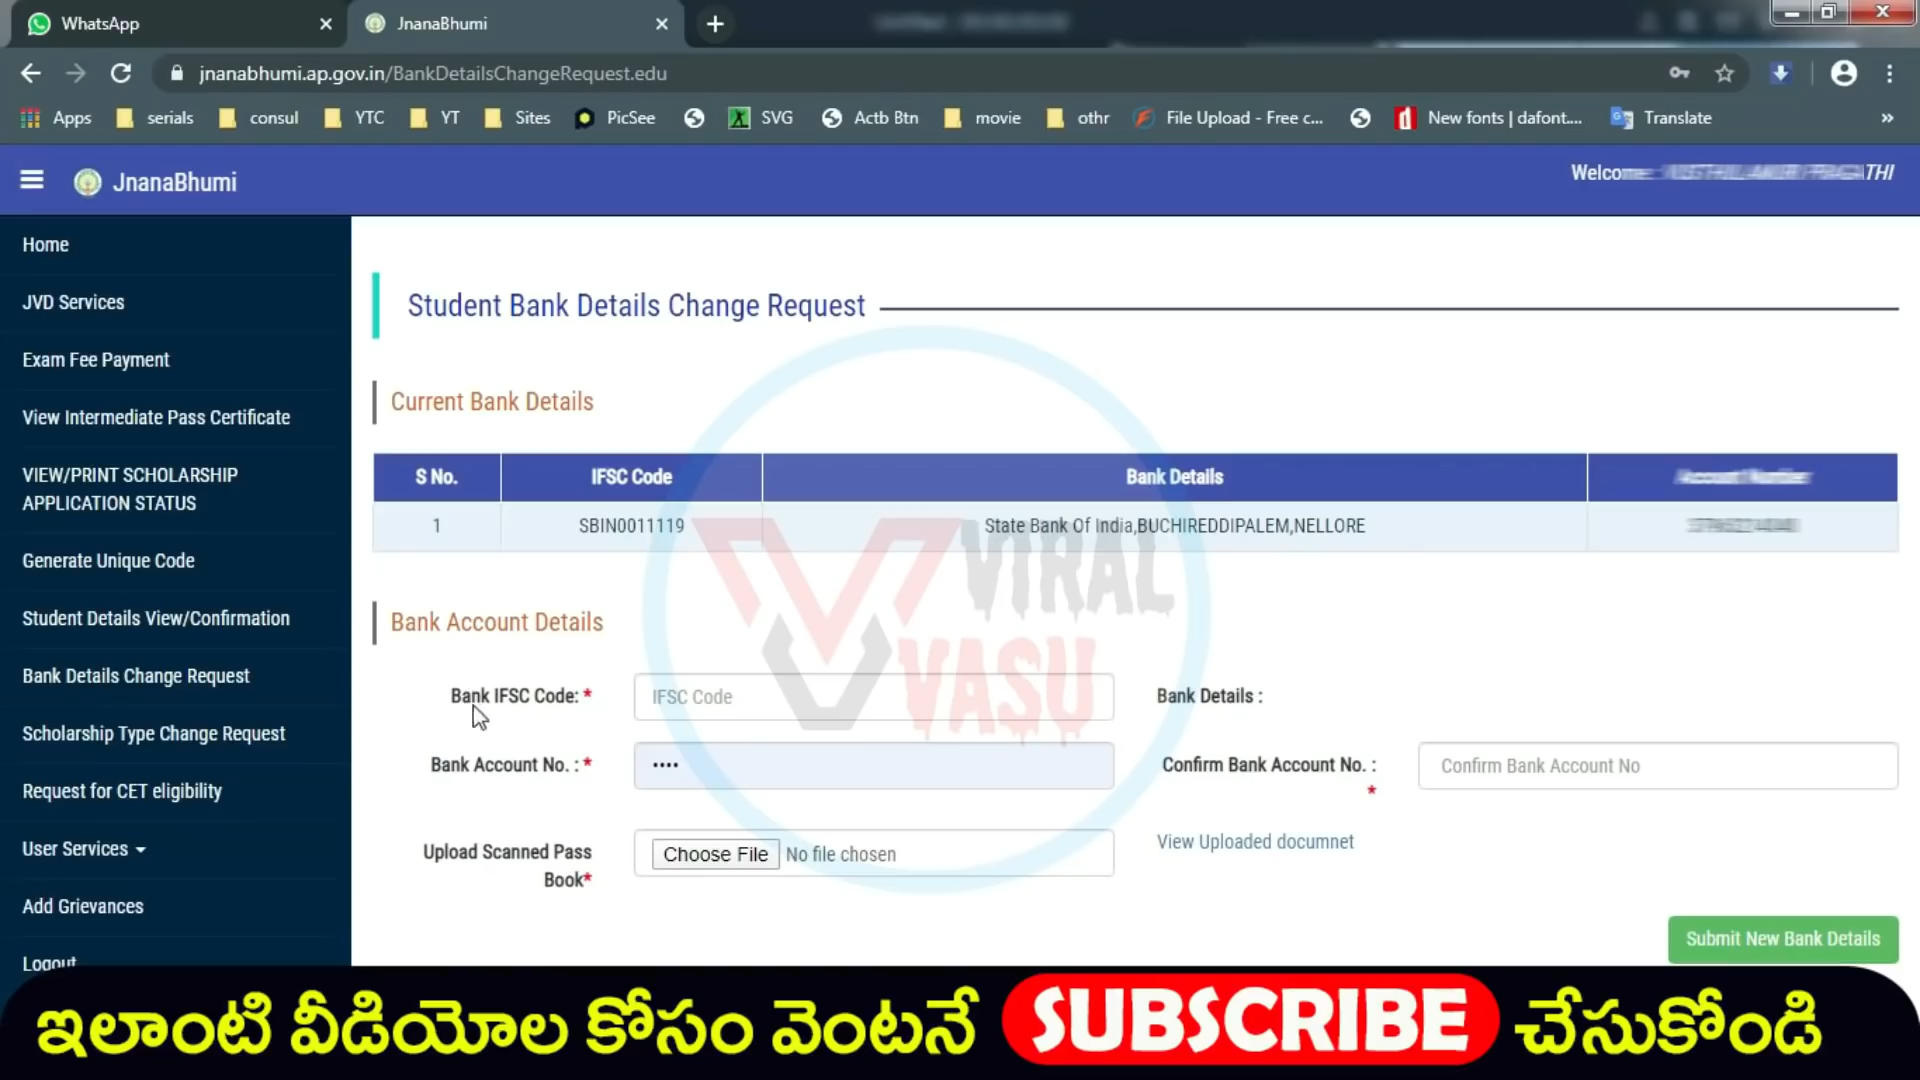 WhatsApp
JnanaBhumi
jnanabhumi.ap.gov.in/BankDetailsChangeRequest.edu
Apps serials consul YTC YT Sites PicSee SVG Actb Btn movie othr File Upload - Free c... New fonts | dafont.... Translate »
JnanaBhumi
Home
JVD Services
Exam Fee Payment
View Intermediate Pass Certificate
VIEW/PRINT SCHOLARSHIP
APPLICATION STATUS
Generate Unique Code
Student Details View/Confirmation
Bank Details Change Request
Scholarship Type Change Request
Request for CET eligibility
User Services
Add Grievances
Logout
Student Bank Details Change Request
Current Bank Details
S No. IFSC Code Bank Details Account Number
1 SBIN0011119 State Bank Of India,BUCHIREDDIPALEM,NELLORE
VIRAL
VASU
Bank Account Details
Bank IFSC Code: * IFSC Code Bank Details :
Bank Account No. : * •••• Confirm Bank Account No. : * Confirm Bank Account No
Upload Scanned Pass
Book* Choose File No file chosen View Uploaded documnet
Submit New Bank Details
ఇలాంటి వీడియోల కోసం వెంటనే SUBSCRIBE చేసుకోండి